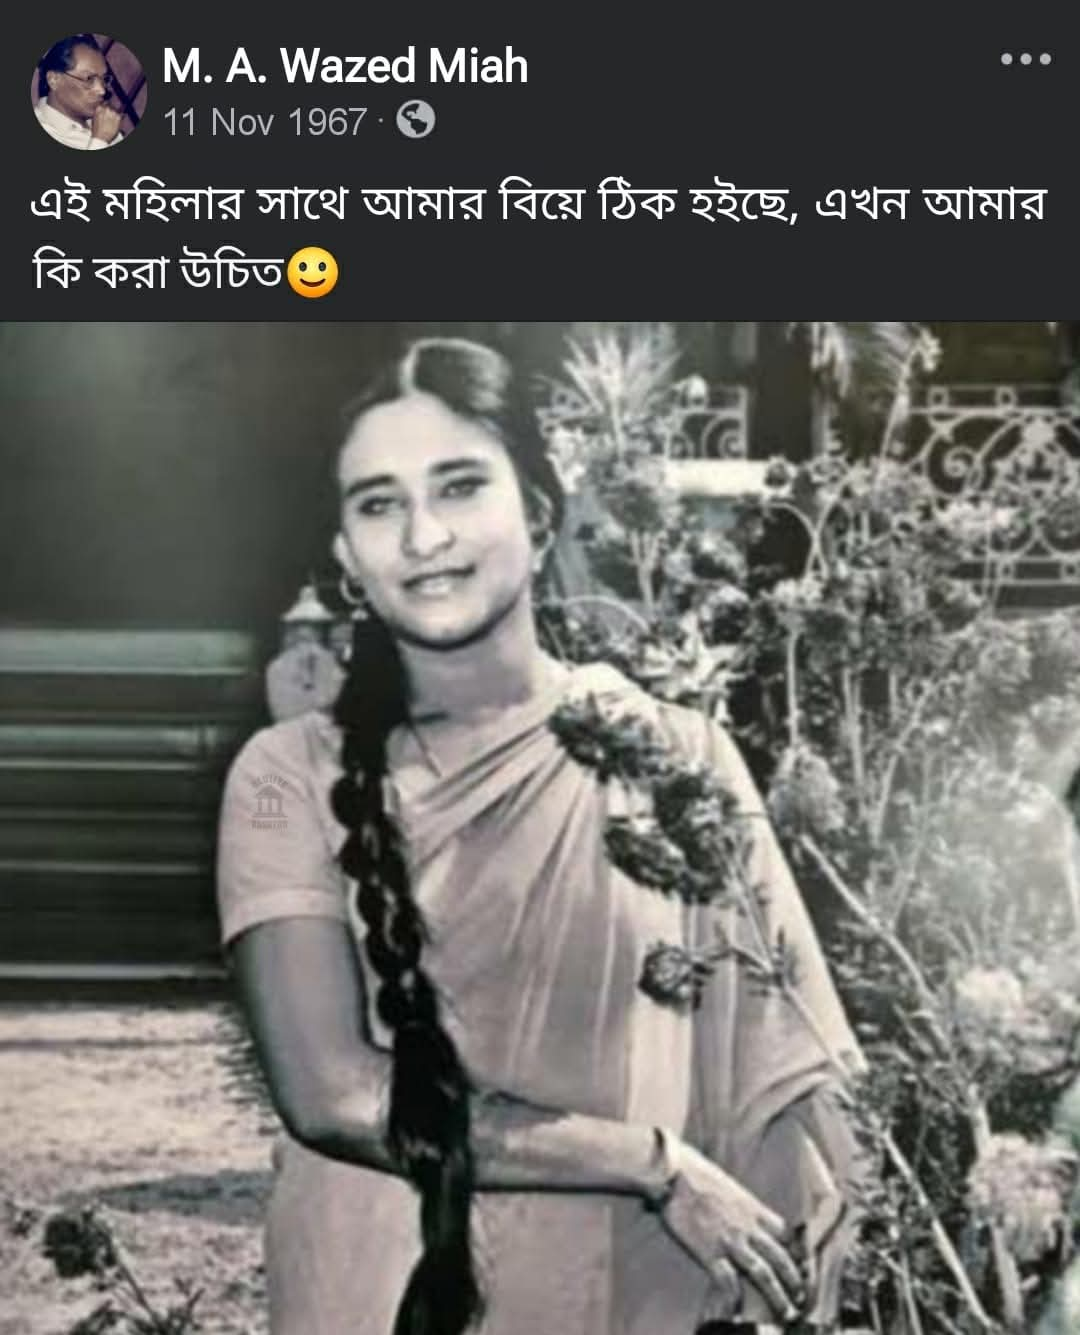 M. A. Wazed Miah
11 Nov 1967 ·
এই মহিলার সাথে আমার বিয়ে ঠিক হইছে, এখন আমার
কি করা উচিত🙂